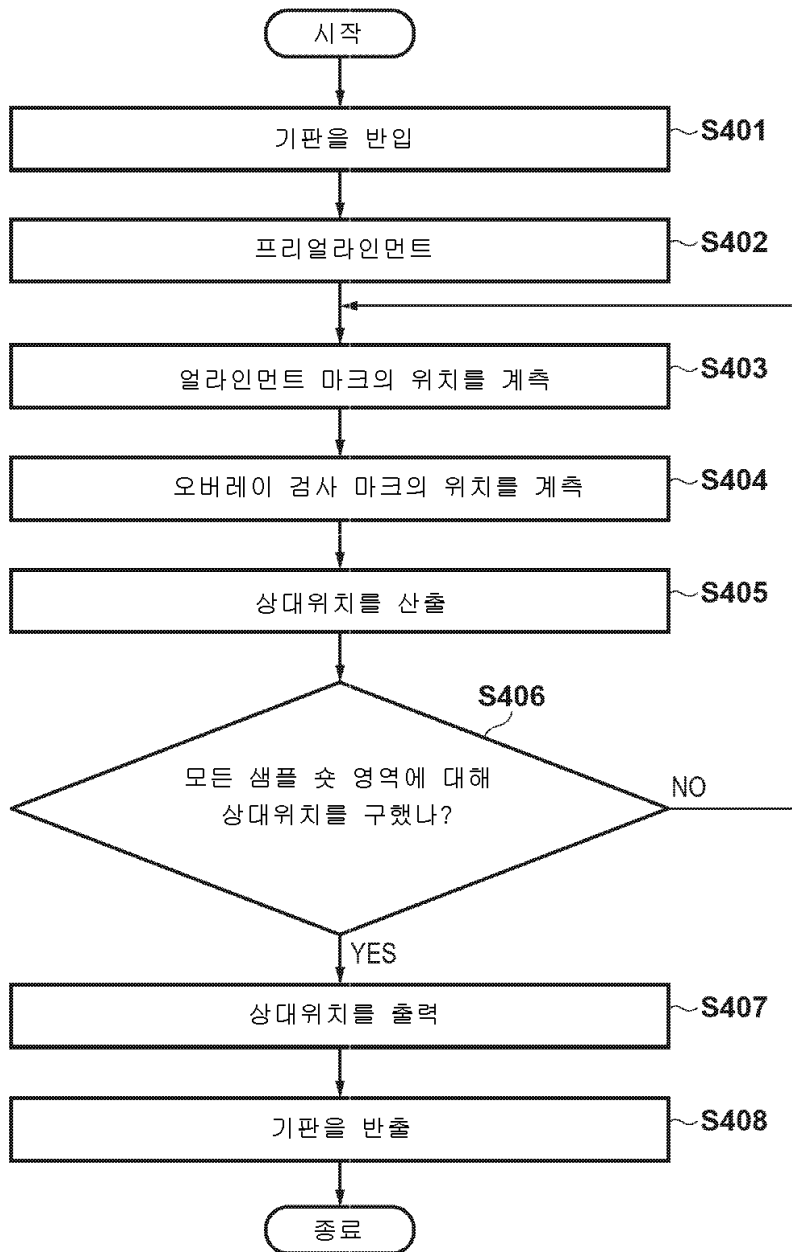 시작
기판을 반입
S401
프리얼라인먼트
S402
얼라인먼트 마크의 위치를 계측
S403
오버레이 검사 마크의 위치를 계측
S404
상대위치를 산출
S405
S406
모든 샘플 숏 영역에 대해
상대위치를 구했나?
NO
YES
상대위치를 출력
S407
기판을 반출
S408
종료